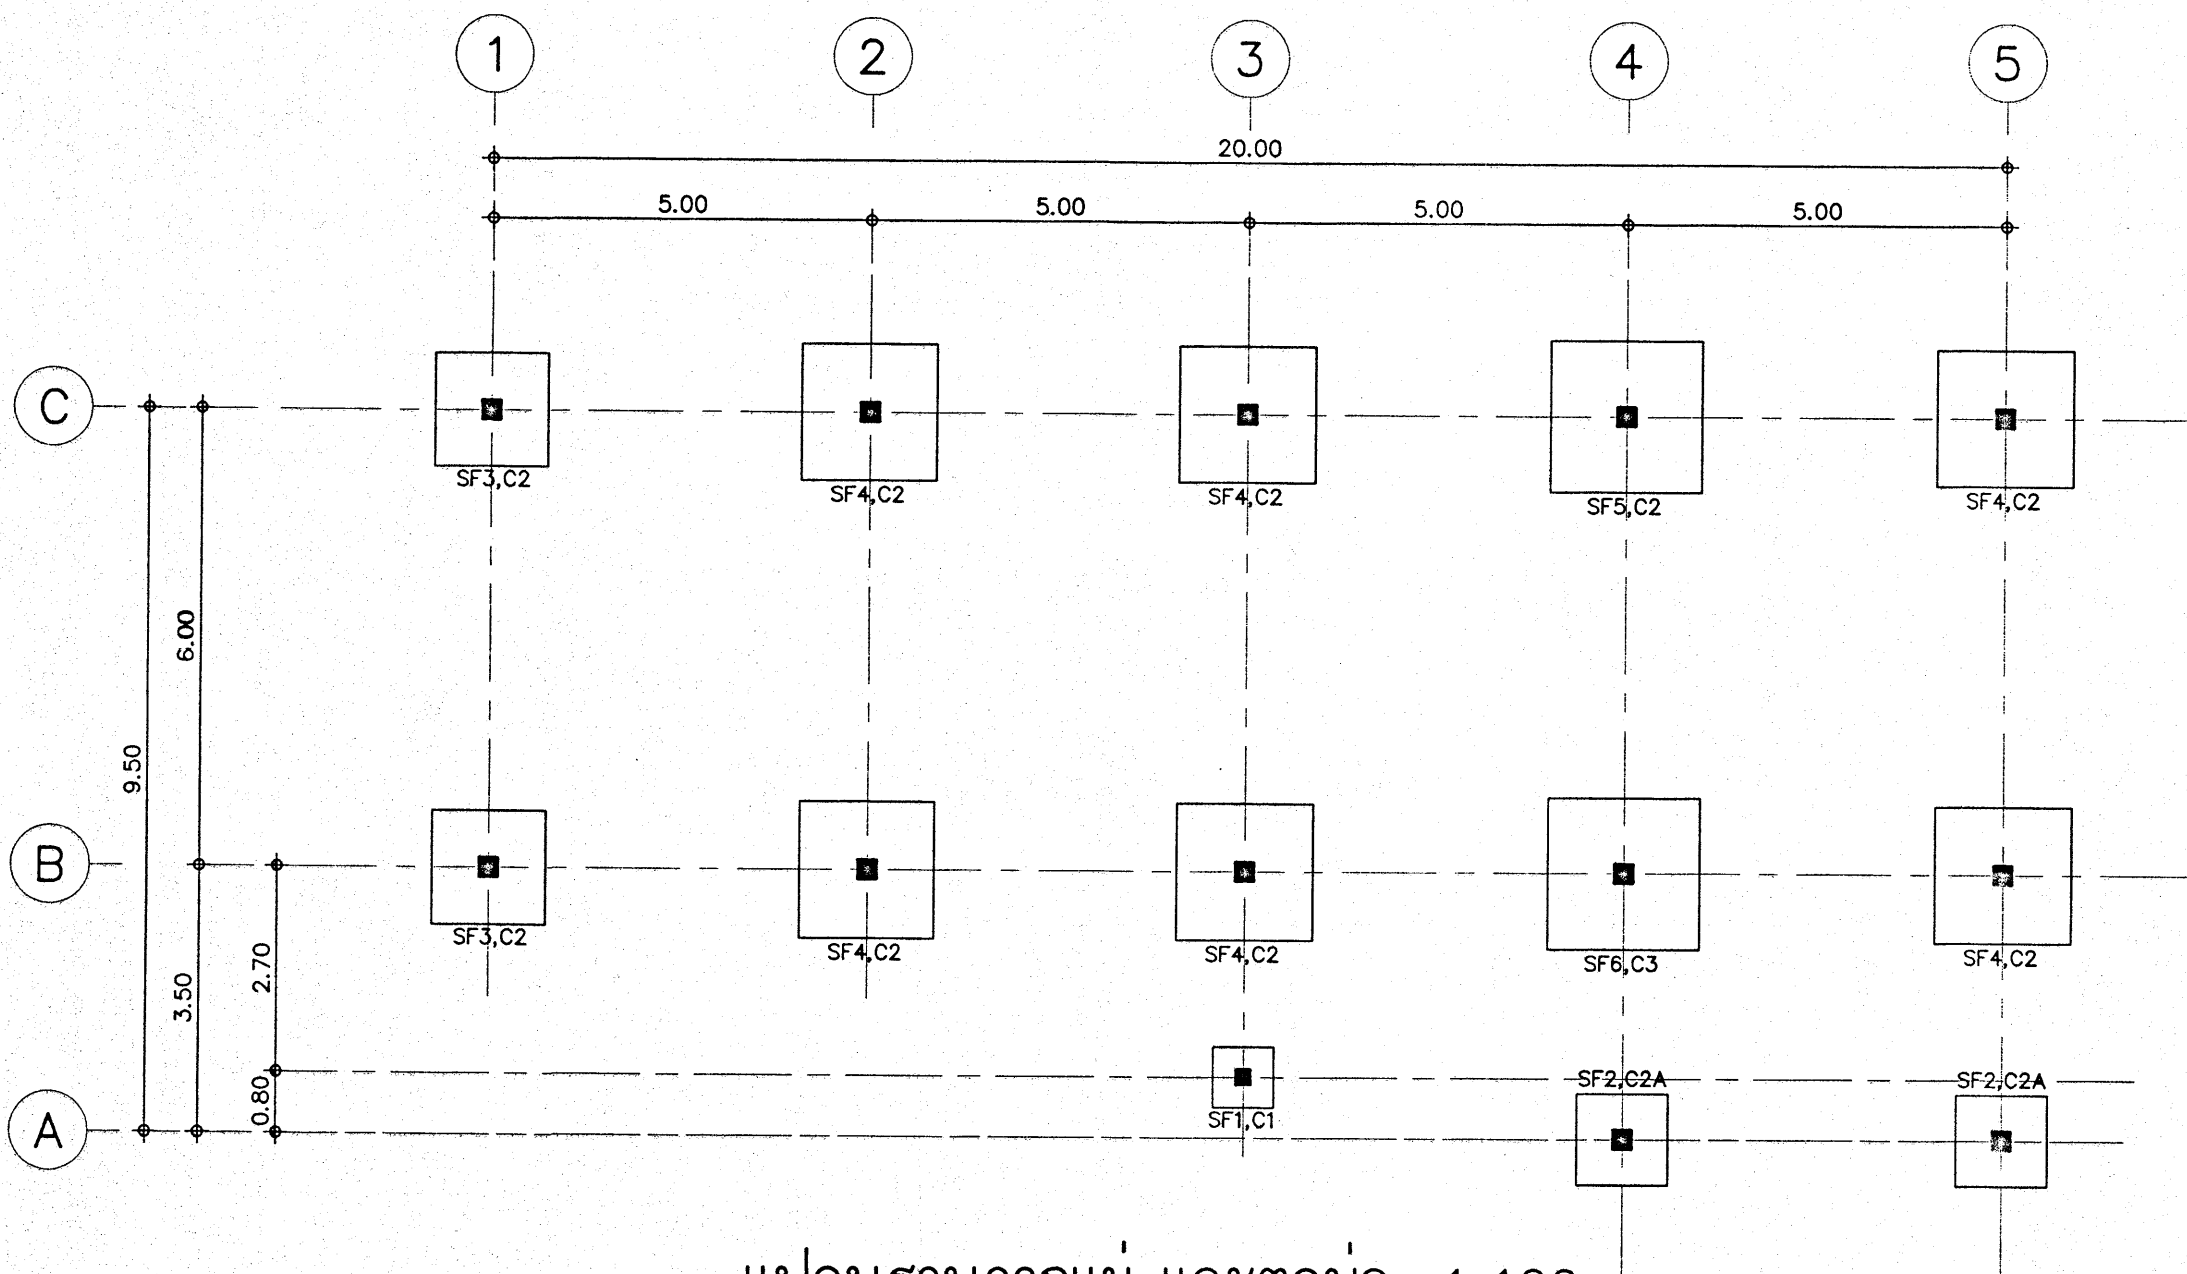 1 2 3 4 5
20.00
5.00 5.00 5.00 5.00
C
SF3,C2 SF4,C2 SF4,C2 SF5,C2 SF4,C2
6.00
9.50
B
SF3,C2 SF4,C2 SF4,C2 SF6,C3 SF4,C2
2.70
3.50
SF2,C2A SF2,C2A
0.80
SF1,C1
A